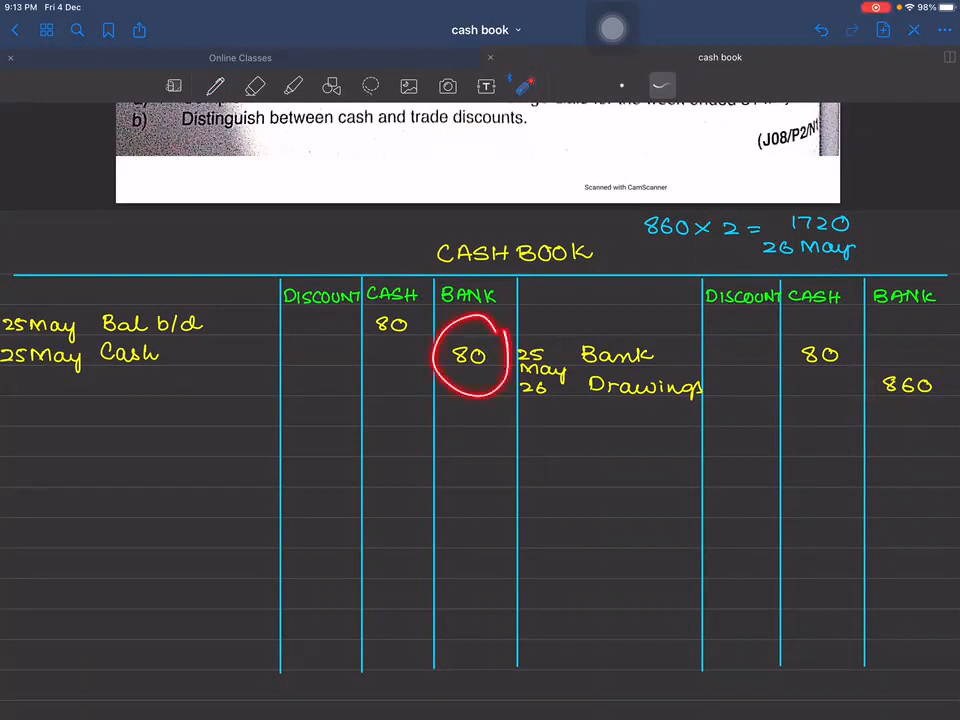 9:13 PM Fri 4 Dec
98%
cash book
Online Classes
cash book
b) Distinguish between cash and trade discounts.
(J08/P2/N1
Scanned with CamScanner
860 × 2 = 1720
26 May
CASH BOOK
DISCOUNT CASH BANK DISCOUNT CASH BANK
25 May Bal b/d 80
25 May Cash 80 25 May Bank 80
26 Drawings 860